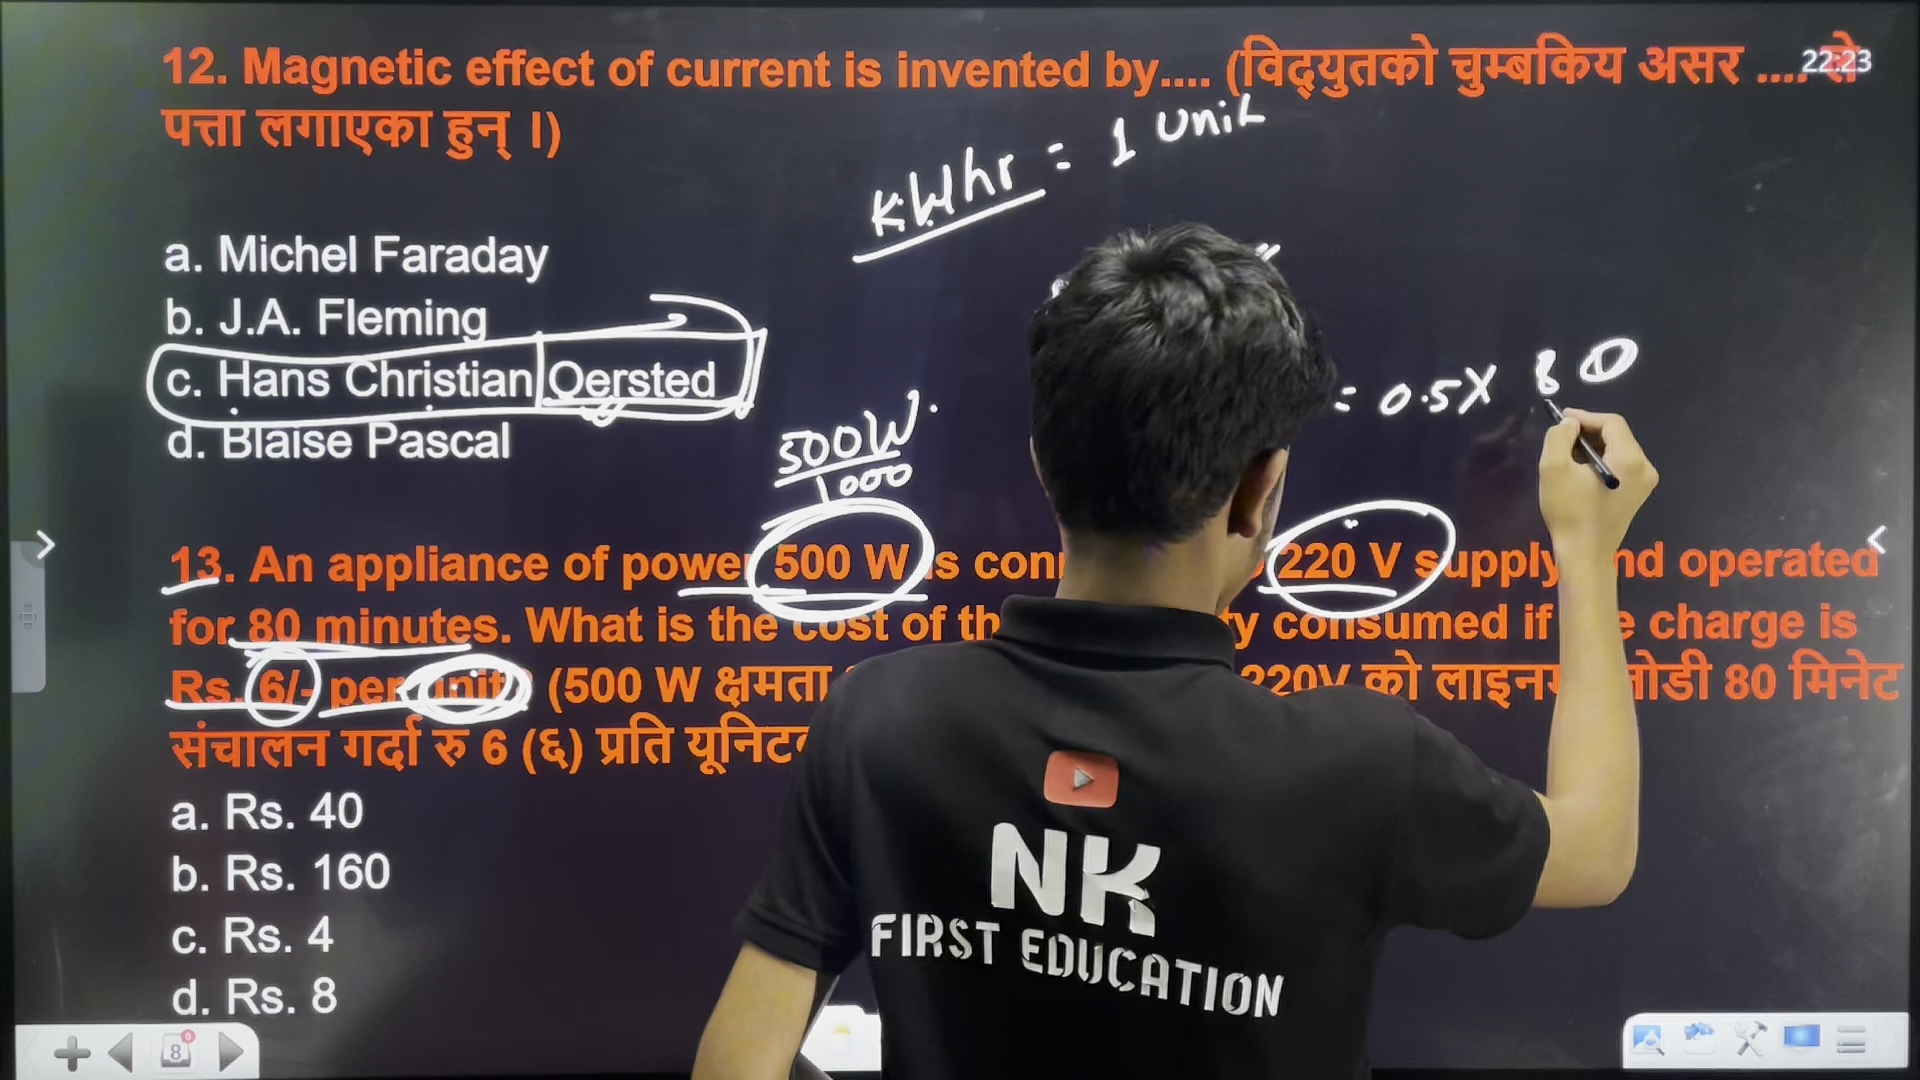 12. Magnetic effect of current is invented by.... (विद्युतको चुम्बकिय असर ....
22:23
पत्ता लगाएका हुन् ।)
KWhr = 1 Unit
a. Michel Faraday
b. J.A. Fleming
c. Hans Christian Oersted
d. Blaise Pascal
= 0.5 X 80
500W.
1000
13. An appliance of power 500 W is 220 V supply and operated
for 80 minutes. What is the cost of consumed if charge is
Rs. 6/- per unit? (500 W क्षमता 220V को लाइनमा जोडी 80 मिनेट
संचालन गर्दा रु 6 (६) प्रति
a. Rs. 40
b. Rs. 160
c. Rs. 4
d. Rs. 8
NK
FIRST EDUCATION
8